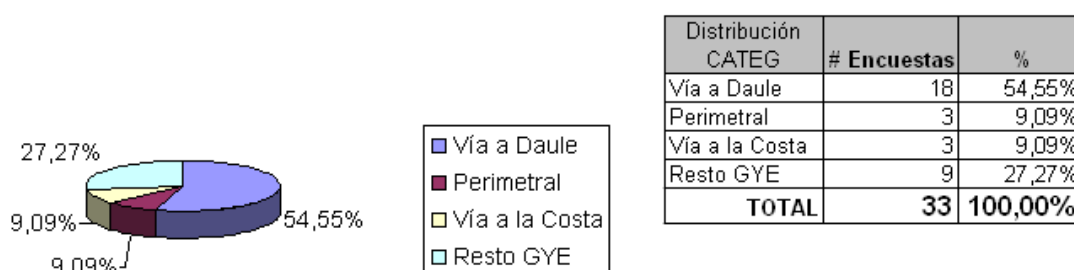 27,27%
9,09%
9,09%
54,55%
Vía a Daule
Perimetral
Vía a la Costa
Resto GYE
Distribución
CATEG # Encuestas %
Vía a Daule 18 54,55%
Perimetral 3 9,09%
Vía a la Costa 3 9,09%
Resto GYE 9 27,27%
TOTAL 33 100,00%